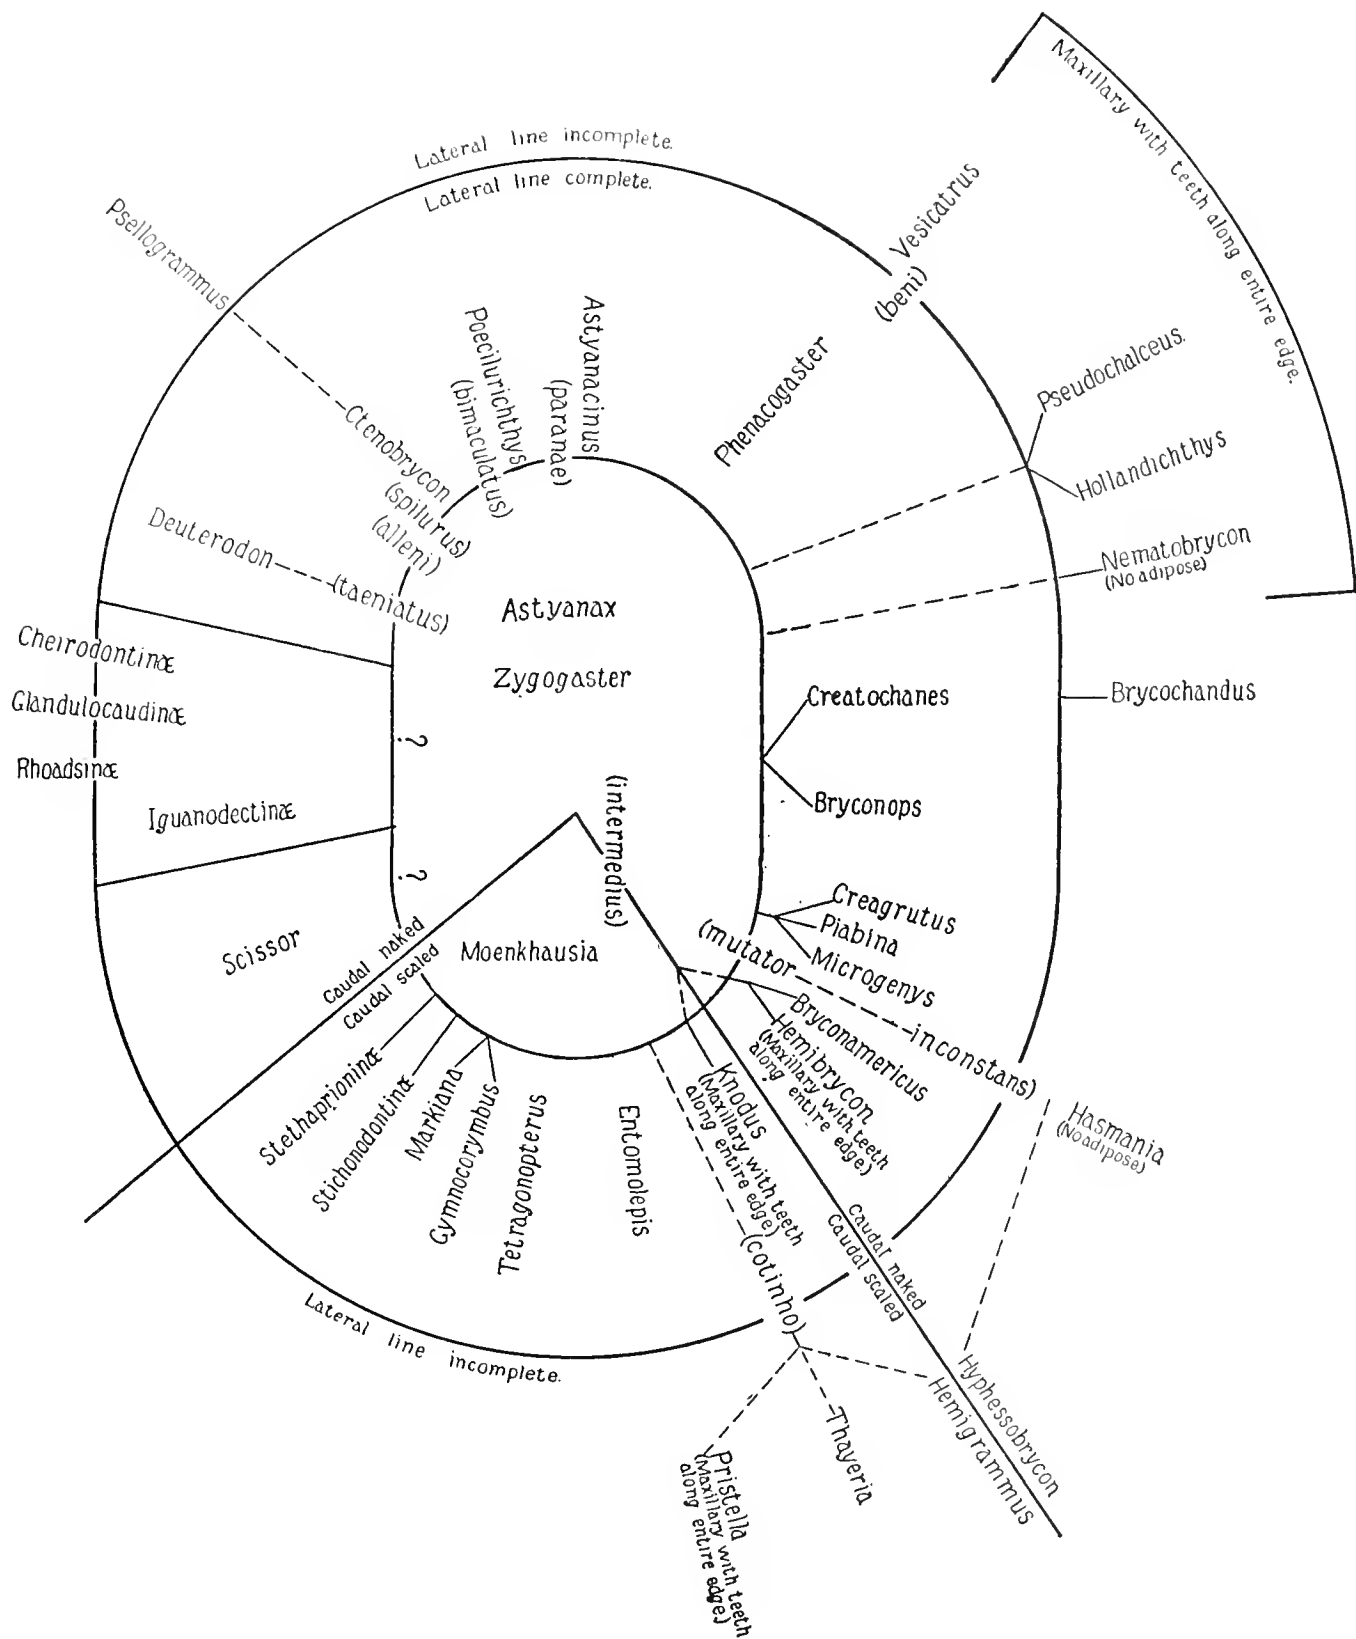 Maxillary with teeth along entire edge.
Lateral line incomplete.
Lateral line complete.
Vesicatrus
(beni)
Psellogrammus
Astyanacinus
(paranae)
Poecilurichthys
(bimaculatus)
Phenacogaster
Pseudochalceus.
Ctenobrycon
(spilurus)
(alleni)
Hollandichthys
Deuterodon
(taeniatus)
Nematobrycon
(No adipose)
Astyanax
Cheirodontinæ
Zygogaster
Creatochanes
Brycochandus
Glandulocaudinæ
?
Rhoadsinæ
Iguanodectinæ
(intermedius)
Bryconops
?
Creagrutus
Piabina
Microgenys
Scissor
Caudal naked
Caudal scaled
Moenkhausia
(mutator
inconstans)
Bryconamericus
Hemibrycon
(Maxillary with teeth
along entire edge.)
Stethaprioninæ
Stichondontinæ
Markiana
Gymnocorymbus
Tetragonopterus
Entomolepis
Knodus
(Maxillary with teeth
along entire edge)
Hasmania
(No adipose)
(cotinho)
Caudal naked
Caudal scaled
Lateral line incomplete.
Hyphessobrycon
Hemigrammus
Thayeria
Pristella
(Maxillary with teeth
along entire edge.)